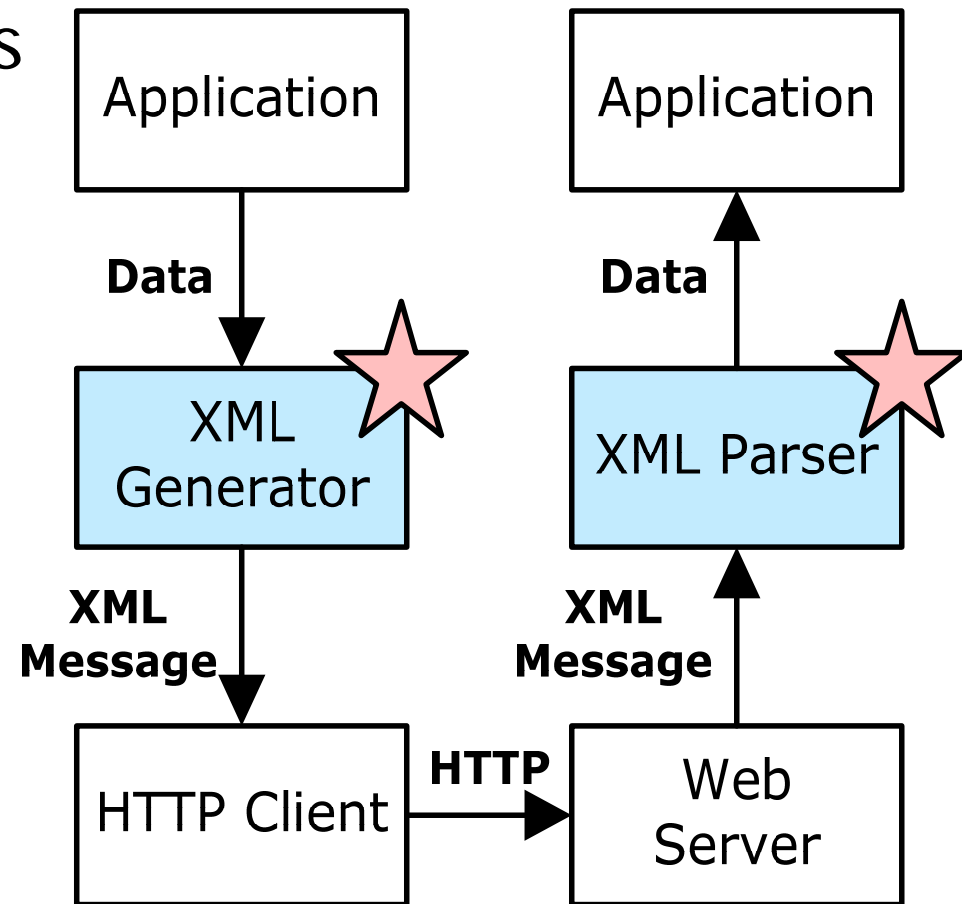 s
Application
Application
Data
Data
XML
Generator
XML Parser
XML
Message
XML
Message
HTTP Client
HTTP
Web
Server